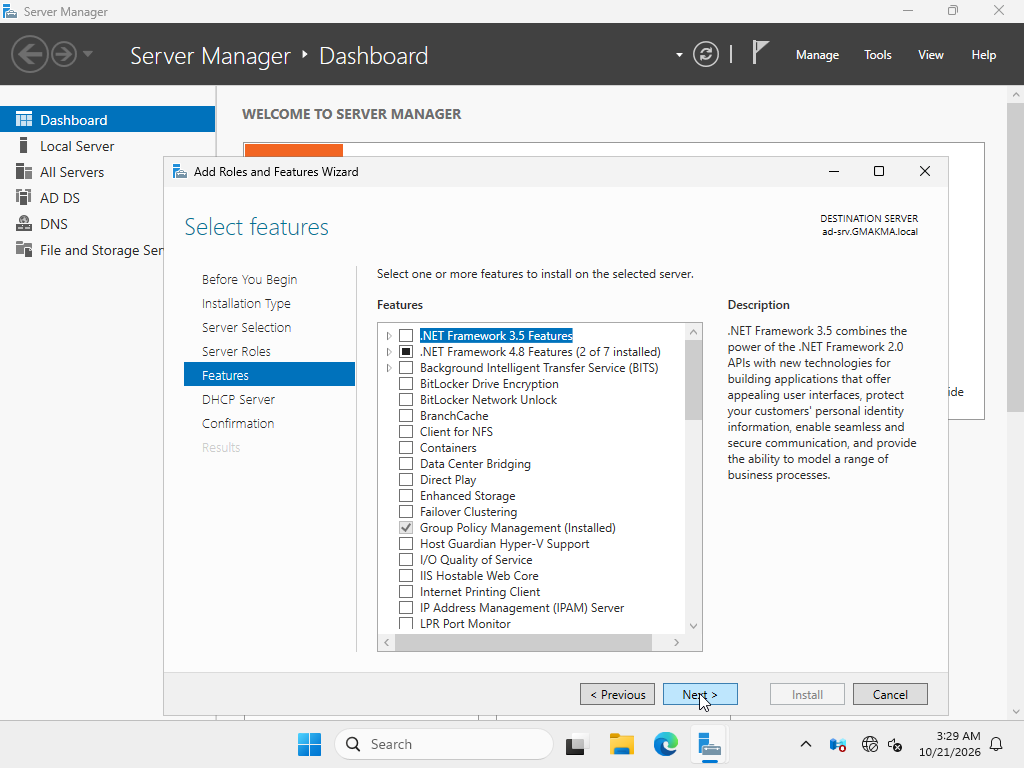 Server Manager
Server Manager ‣ Dashboard
Manage
Tools
View
Help
Dashboard
Local Server
All Servers
AD DS
DNS
File and Storage Ser
WELCOME TO SERVER MANAGER
Add Roles and Features Wizard
Select features
DESTINATION SERVER
ad-srv.GMAKMA.local
Before You Begin
Installation Type
Server Selection
Server Roles
Features
DHCP Server
Confirmation
Results
Select one or more features to install on the selected server.
Features
.NET Framework 3.5 Features
.NET Framework 4.8 Features (2 of 7 installed)
Background Intelligent Transfer Service (BITS)
BitLocker Drive Encryption
BitLocker Network Unlock
BranchCache
Client for NFS
Containers
Data Center Bridging
Direct Play
Enhanced Storage
Failover Clustering
Group Policy Management (Installed)
Host Guardian Hyper-V Support
I/O Quality of Service
IIS Hostable Web Core
Internet Printing Client
IP Address Management (IPAM) Server
LPR Port Monitor
Description
.NET Framework 3.5 combines the
power of the .NET Framework 2.0
APIs with new technologies for
building applications that offer
appealing user interfaces, protect
your customers' personal identity
information, enable seamless and
secure communication, and provide
the ability to model a range of
business processes.
ide
< Previous
Next >
Install
Cancel
Search
3:29 AM
10/21/2026